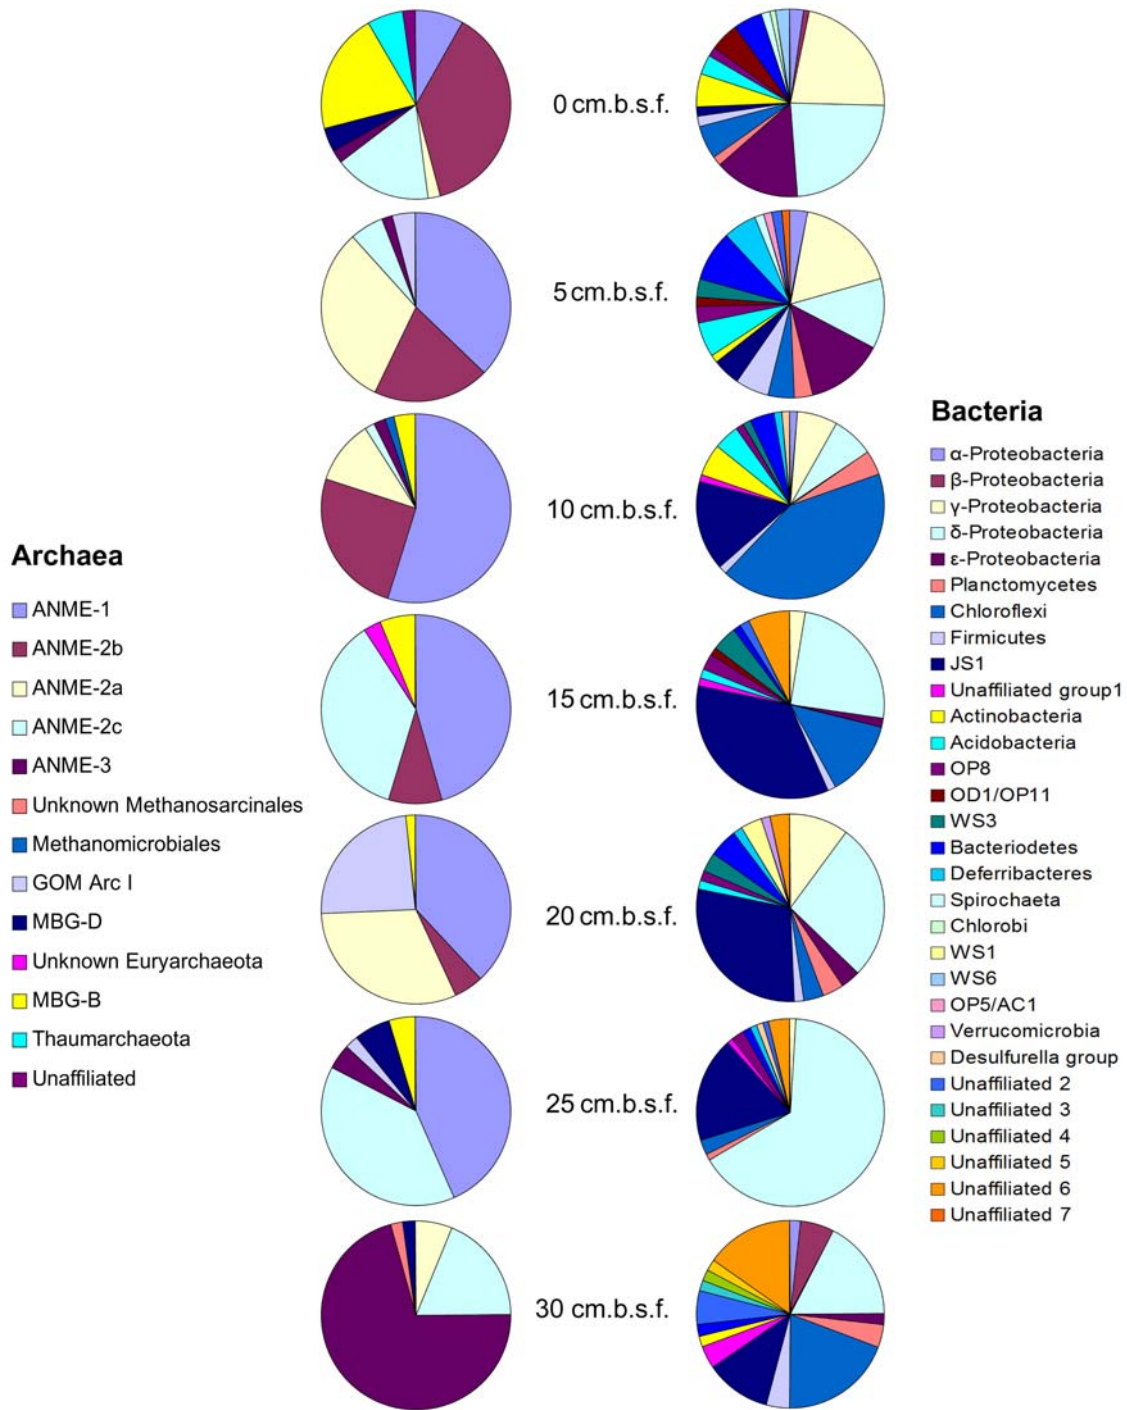 0 cm.b.s.f.
5 cm.b.s.f.
10 cm.b.s.f.
15 cm.b.s.f.
20 cm.b.s.f.
25 cm.b.s.f.
30 cm.b.s.f.
Archaea
ANME-1
ANME-2b
ANME-2a
ANME-2c
ANME-3
Unknown Methanosarcinales
Methanomicrobiales
GOM Arc I
MBG-D
Unknown Euryarchaeota
MBG-B
Thaumarchaeota
Unaffiliated
Bacteria
α-Proteobacteria
β-Proteobacteria
γ-Proteobacteria
δ-Proteobacteria
ε-Proteobacteria
Planctomycetes
Chloroflexi
Firmicutes
JS1
Unaffiliated group1
Actinobacteria
Acidobacteria
OP8
OD1/OP11
WS3
Bacteriodetes
Deferribacteres
Spirochaeta
Chlorobi
WS1
WS6
OP5/AC1
Verrucomicrobia
Desulfurella group
Unaffiliated 2
Unaffiliated 3
Unaffiliated 4
Unaffiliated 5
Unaffiliated 6
Unaffiliated 7